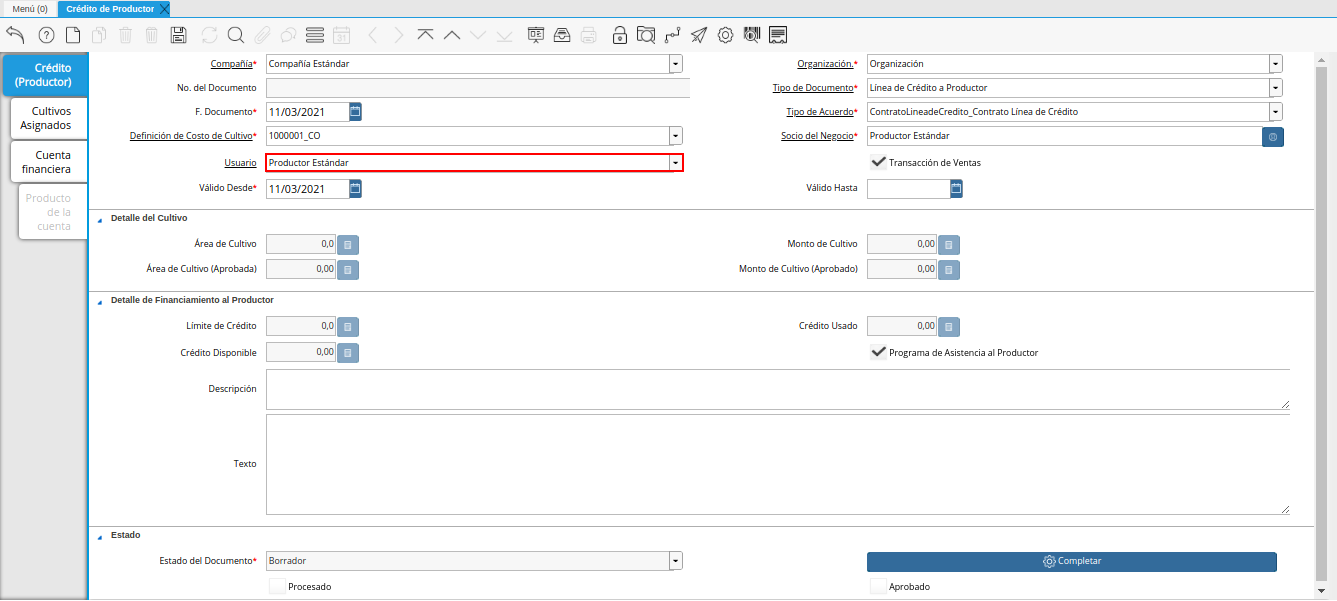 Menú (0)
Crédito de Productor
31
Crédito
(Productor)
Cultivos
Asignados
Cuenta
financiera
Producto
de la
cuenta
Compañía* Compañía Estándar
Organización.* Organización
No. del Documento
Tipo de Documento* Línea de Crédito a Productor
F. Documento* 11/03/2021
Tipo de Acuerdo* ContratoLineadeCredito_Contrato Línea de Crédito
Definición de Costo de Cultivo* 1000001_CO
Socio del Negocio* Productor Estándar
Usuario Productor Estándar
Transacción de Ventas
Válido Desde* 11/03/2021
Válido Hasta
Detalle del Cultivo
Área de Cultivo 0,0
Monto de Cultivo 0,00
Área de Cultivo (Aprobada) 0,00
Monto de Cultivo (Aprobado) 0,00
Detalle de Financiamiento al Productor
Límite de Crédito 0,0
Crédito Usado 0,00
Crédito Disponible 0,00
Programa de Asistencia al Productor
Descripción
Texto
Estado
Estado del Documento* Borrador
Completar
Procesado
Aprobado